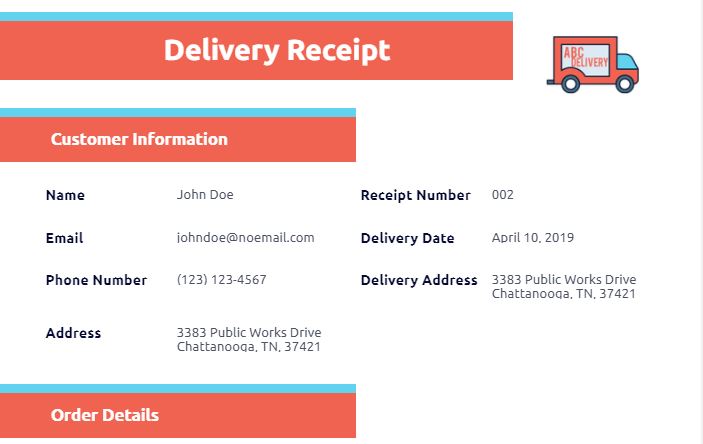 Delivery Receipt
ABC
DELIVERY
Customer Information
Name John Doe Receipt Number 002
Email johndoe@noemail.com Delivery Date April 10, 2019
Phone Number (123) 123-4567 Delivery Address 3383 Public Works Drive
Chattanooga, TN, 37421
Address 3383 Public Works Drive
Chattanooga, TN, 37421
Order Details